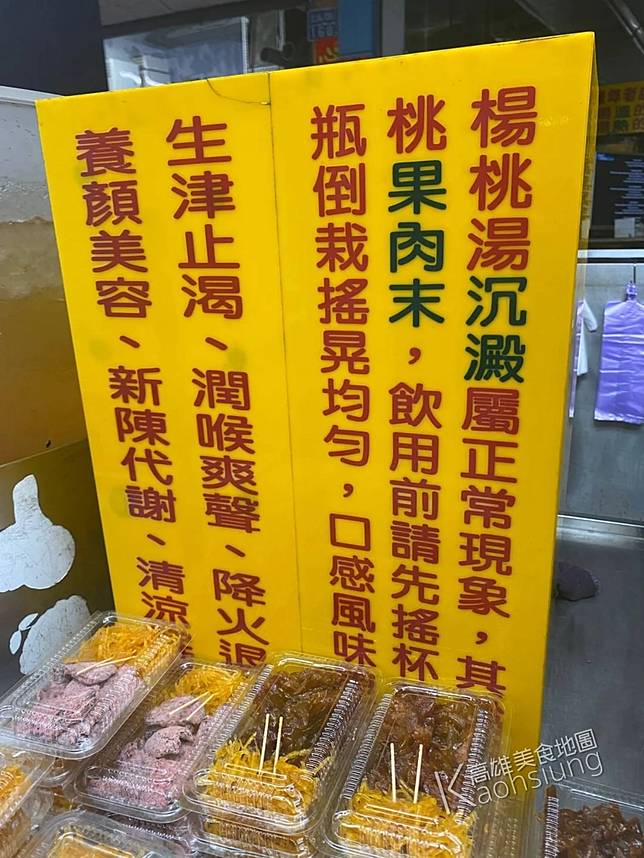 楊桃湯沉澱屬正常現象，其
桃果肉末，飲用前請先搖杯
瓶倒栽搖晃均勻，口感風味
生津止渴、潤喉爽聲、降火退
養顏美容、新陳代謝、清涼
高雄美食地圖
Kaohsiung